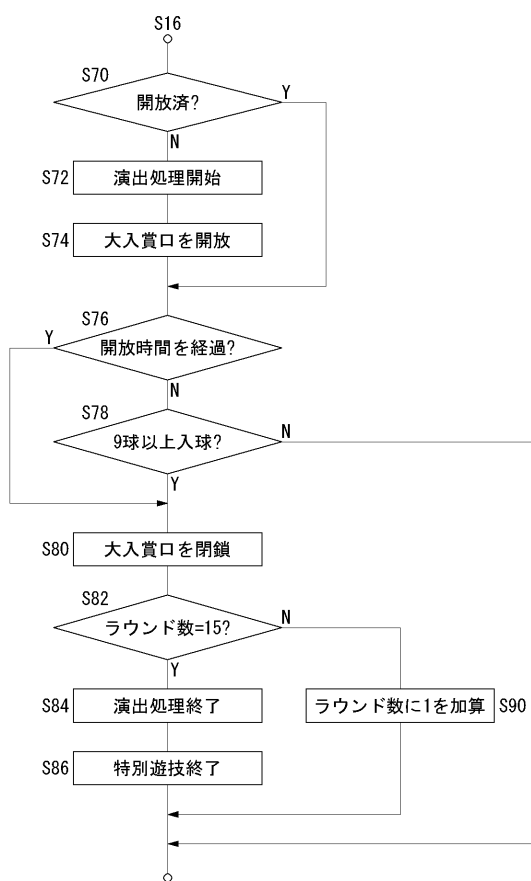 S16
S70
開放済?
Y
N
S72
演出処理開始
S74
大入賞口を開放
S76
Y
開放時間を経過?
N
S78
N
9球以上入球?
Y
S80
大入賞口を閉鎖
S82
N
ラウンド数=15?
Y
S84
演出処理終了
ラウンド数に1を加算
S90
S86
特別遊技終了